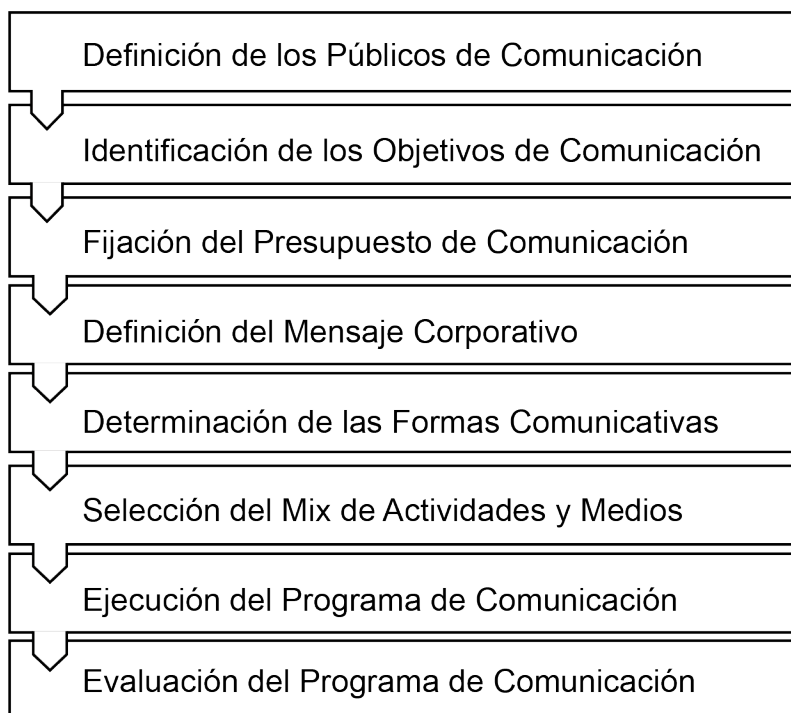 Definición de los Públicos de Comunicación
Identificación de los Objetivos de Comunicación
Fijación del Presupuesto de Comunicación
Definición del Mensaje Corporativo
Determinación de las Formas Comunicativas
Selección del Mix de Actividades y Medios
Ejecución del Programa de Comunicación
Evaluación del Programa de Comunicación